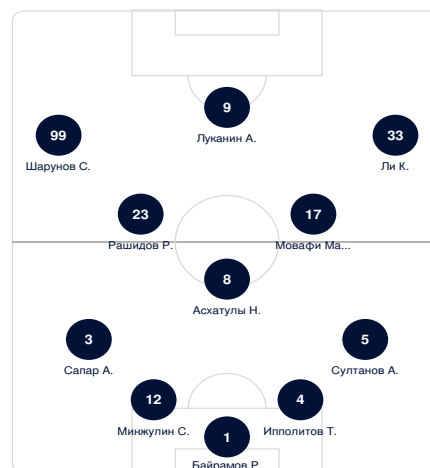 9
Луканин А.
99
Шарунов С.
33
Ли К.
23
Рашидов Р.
17
Мовафи Ма...
8
Асхатулы Н.
3
Сапар А.
5
Султанов А.
12
Минжулин С.
4
Ипполитов Т.
1
Байрамов Р.